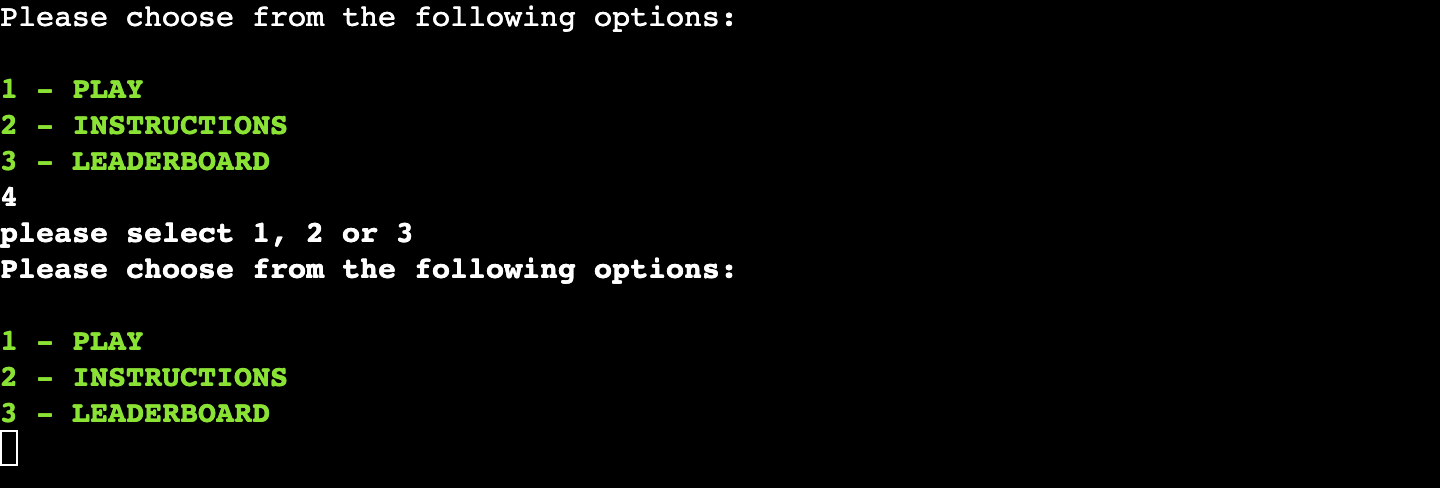 Please choose from the following options:
1 - PLAY
2 - INSTRUCTIONS
3 - LEADERBOARD
4
please select 1, 2 or 3
Please choose from the following options:
1 - PLAY
2 - INSTRUCTIONS
3 - LEADERBOARD